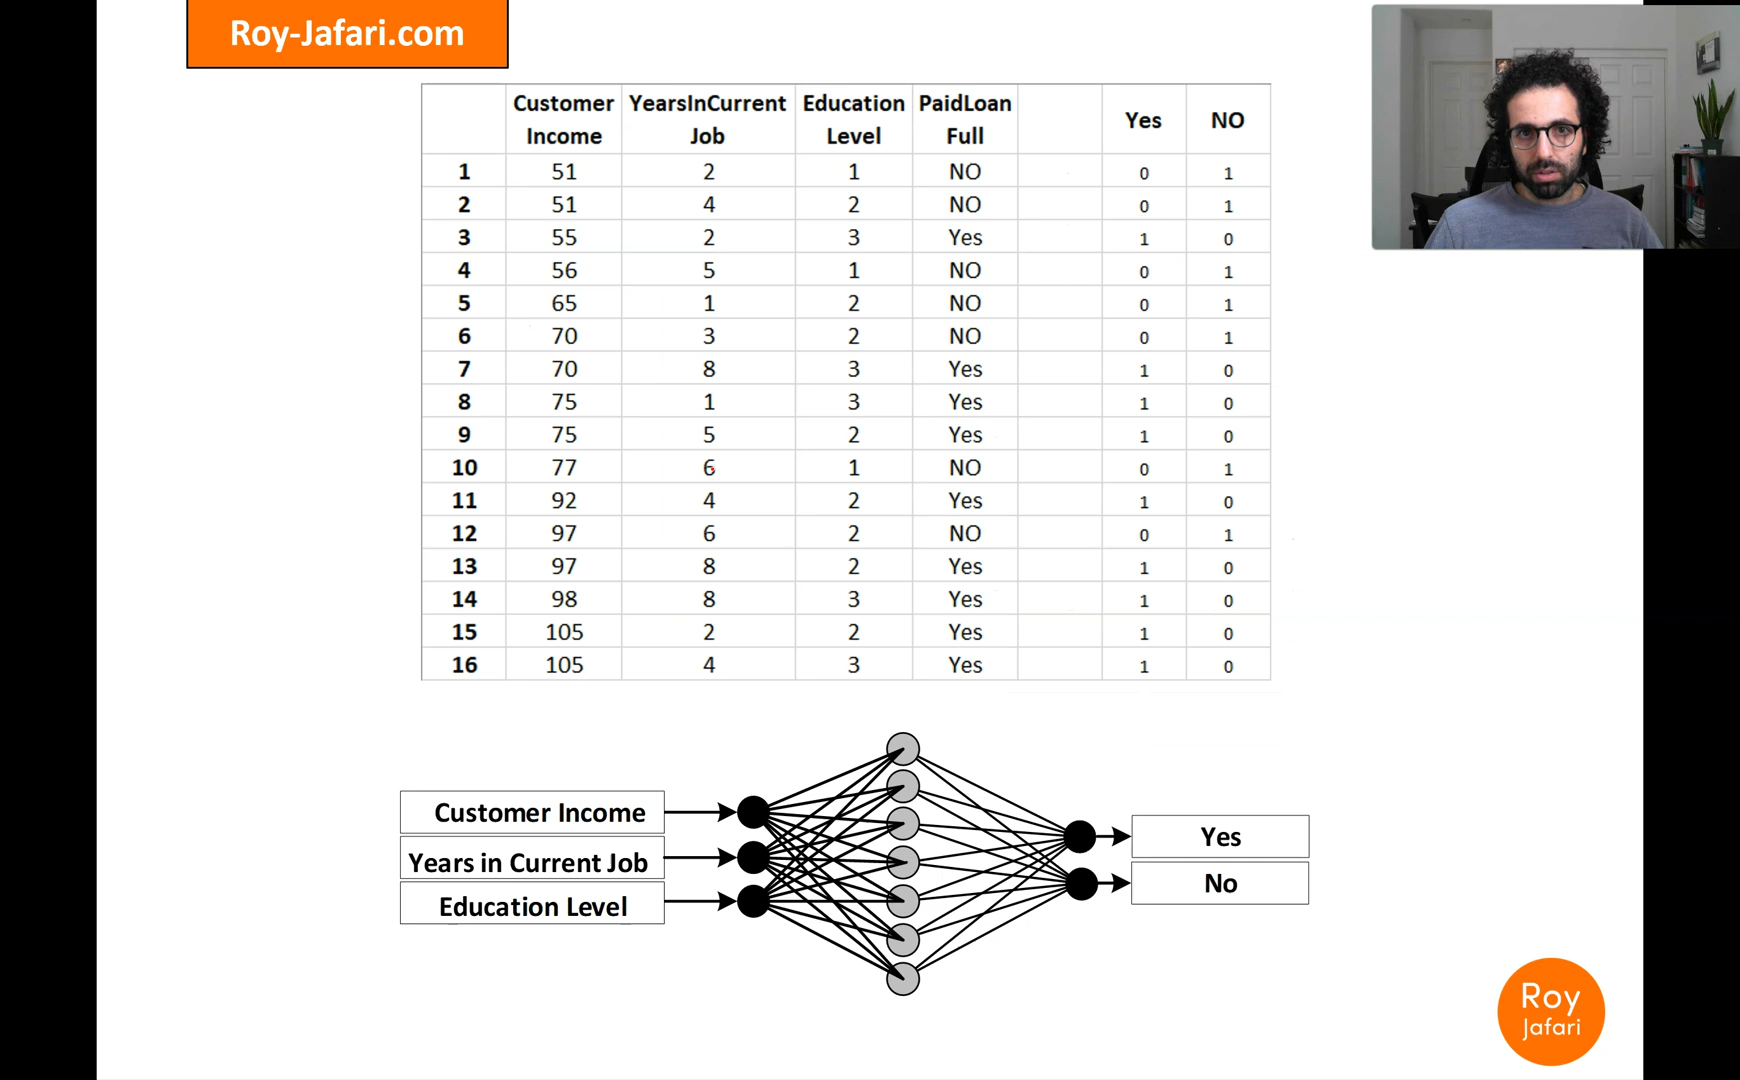 Roy-Jafari.com
Customer Income YearsInCurrent Job Education Level PaidLoan Full Yes NO
1 51 2 1 NO 0 1
2 51 4 2 NO 0 1
3 55 2 3 Yes 1 0
4 56 5 1 NO 0 1
5 65 1 2 NO 0 1
6 70 3 2 NO 0 1
7 70 8 3 Yes 1 0
8 75 1 3 Yes 1 0
9 75 5 2 Yes 1 0
10 77 6 1 NO 0 1
11 92 4 2 Yes 1 0
12 97 6 2 NO 0 1
13 97 8 2 Yes 1 0
14 98 8 3 Yes 1 0
15 105 2 2 Yes 1 0
16 105 4 3 Yes 1 0
Customer Income
Years in Current Job
Education Level
Yes
No
Roy
Jafari